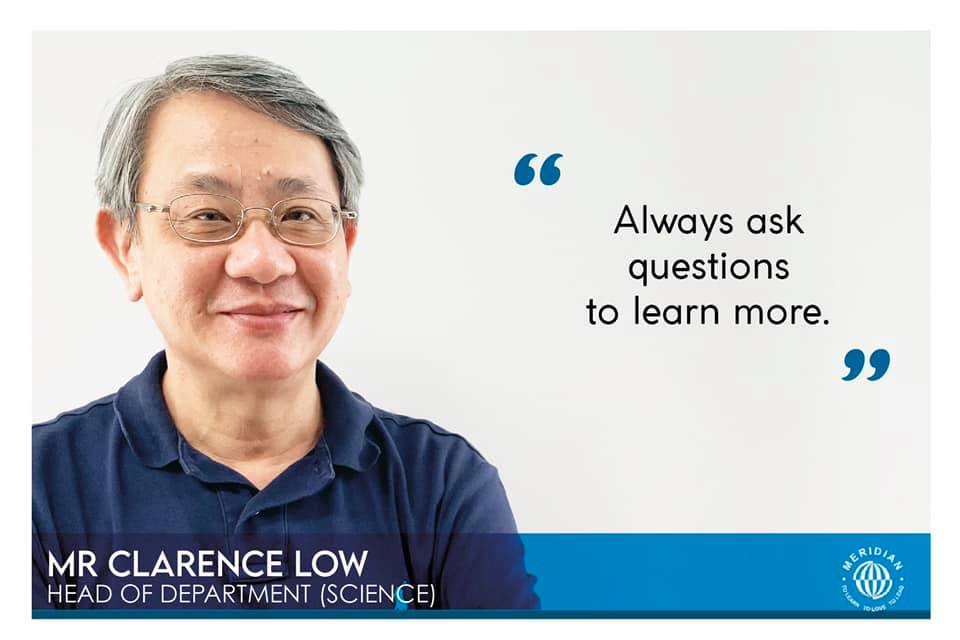 “
Always ask
questions
to learn more.
”
MR CLARENCE LOW
HEAD OF DEPARTMENT (SCIENCE)
MERIDIAN
TO LEARN TO LOVE TO LEAD